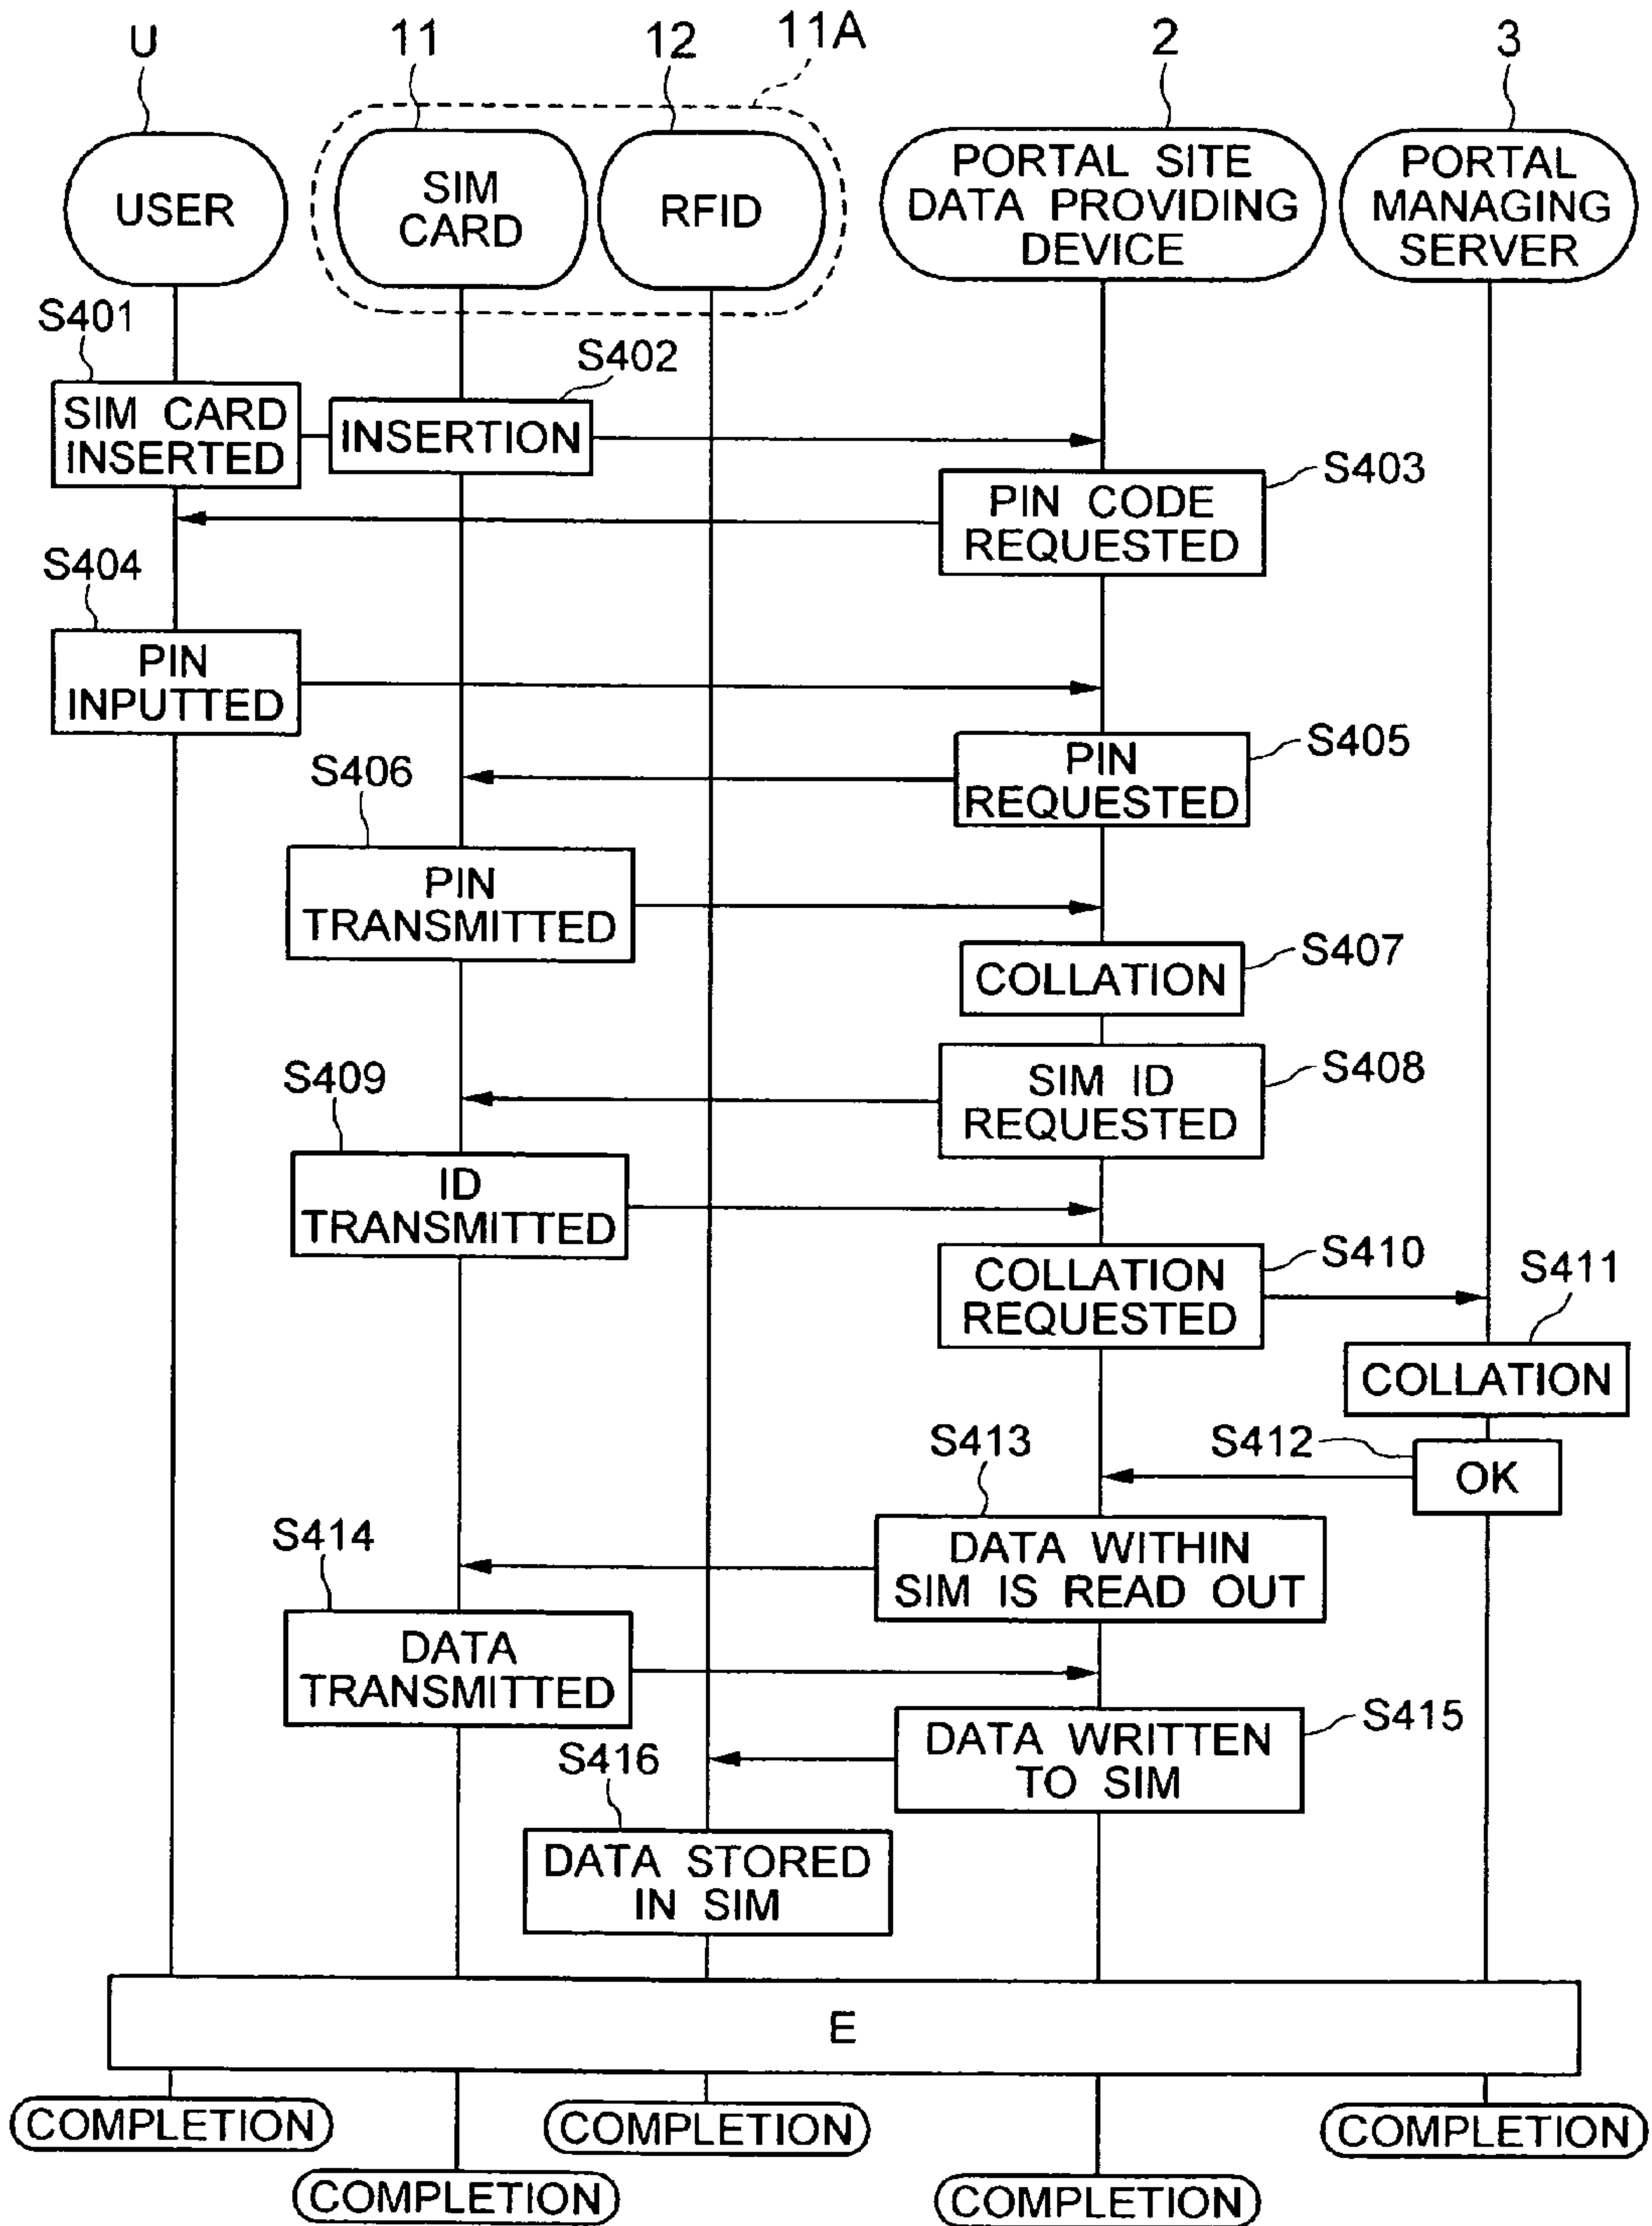 U
11
12
11A
2
3
USER
SIM
CARD
RFID
PORTAL SITE
DATA PROVIDING
DEVICE
PORTAL
MANAGING
SERVER
S401
SIM CARD
INSERTED
S402
INSERTION
S403
PIN CODE
REQUESTED
S404
PIN
INPUTTED
S405
PIN
REQUESTED
S406
PIN
TRANSMITTED
S407
COLLATION
S408
SIM ID
REQUESTED
S409
ID
TRANSMITTED
S410
COLLATION
REQUESTED
S411
COLLATION
S412
OK
S413
DATA WITHIN
SIM IS READ OUT
S414
DATA
TRANSMITTED
S415
DATA WRITTEN
TO SIM
S416
DATA STORED
IN SIM
E
COMPLETION
COMPLETION
COMPLETION
COMPLETION
COMPLETION